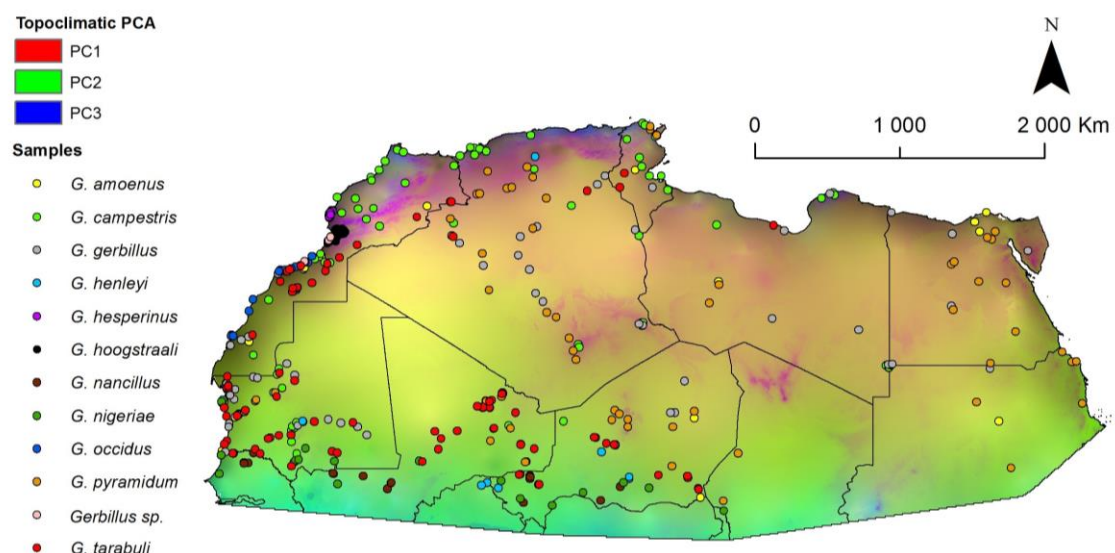 Topoclimatic PCA
PC1
PC2
PC3
Samples
G. amoenus
G. campestris
G. gerbillus
G. henleyi
G. hesperinus
G. hoogstraali
G. nancillus
G. nigeriae
G. occidus
G. pyramidum
Gerbillus sp.
G. tarabuli
N
0 1 000 2 000 Km